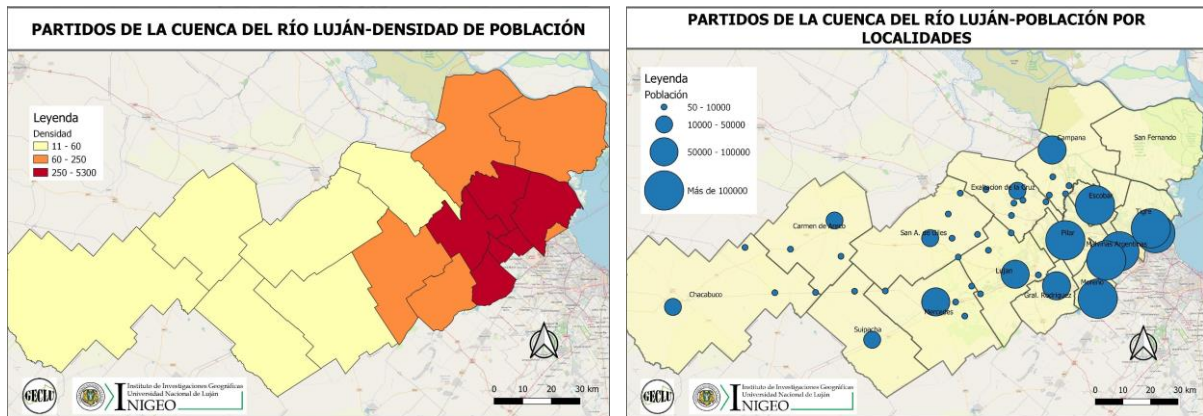 PARTIDOS DE LA CUENCA DEL RÍO LUJÁN-DENSIDAD DE POBLACIÓN
Leyenda
Densidad
11 - 60
60 - 250
250 - 5300
GECLU
Instituto de Investigaciones Geográficas
Universidad Nacional de Luján
INIGEO
0 10 20 30 km
PARTIDOS DE LA CUENCA DEL RÍO LUJÁN-POBLACIÓN POR
LOCALIDADES
Leyenda
Población
50 - 10000
10000 - 50000
50000 - 100000
Más de 100000
Campana
San Fernando
Exaltacion de la Cruz
Escobar
Tigre
Carmen de Areco
San A. de Giles
Pilar
Malvinas Argentinas
Lujan
Moreno
Gral. Rodriguez
Chacabuco
Mercedes
Suipacha
GECLU
Instituto de Investigaciones Geográficas
Universidad Nacional de Luján
INIGEO
0 10 20 30 km